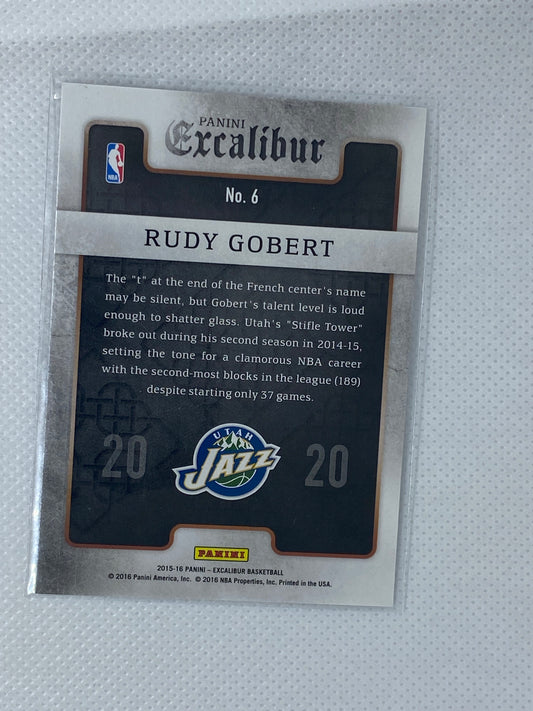 PANINI
Excalibur
NBA
No. 6
RUDY GOBERT
The "t" at the end of the French center's name
may be silent, but Gobert's talent level is loud
enough to shatter glass. Utah's "Stifle Tower"
broke out during his second season in 2014-15,
setting the tone for a clamorous NBA career
with the second-most blocks in the league (189)
despite starting only 37 games.
20
UTAH
JAZZ
20
PANINI
2015-16 PANINI – EXCALIBUR BASKETBALL
© 2016 Panini America, Inc. © 2016 NBA Properties, Inc. Printed in the USA.